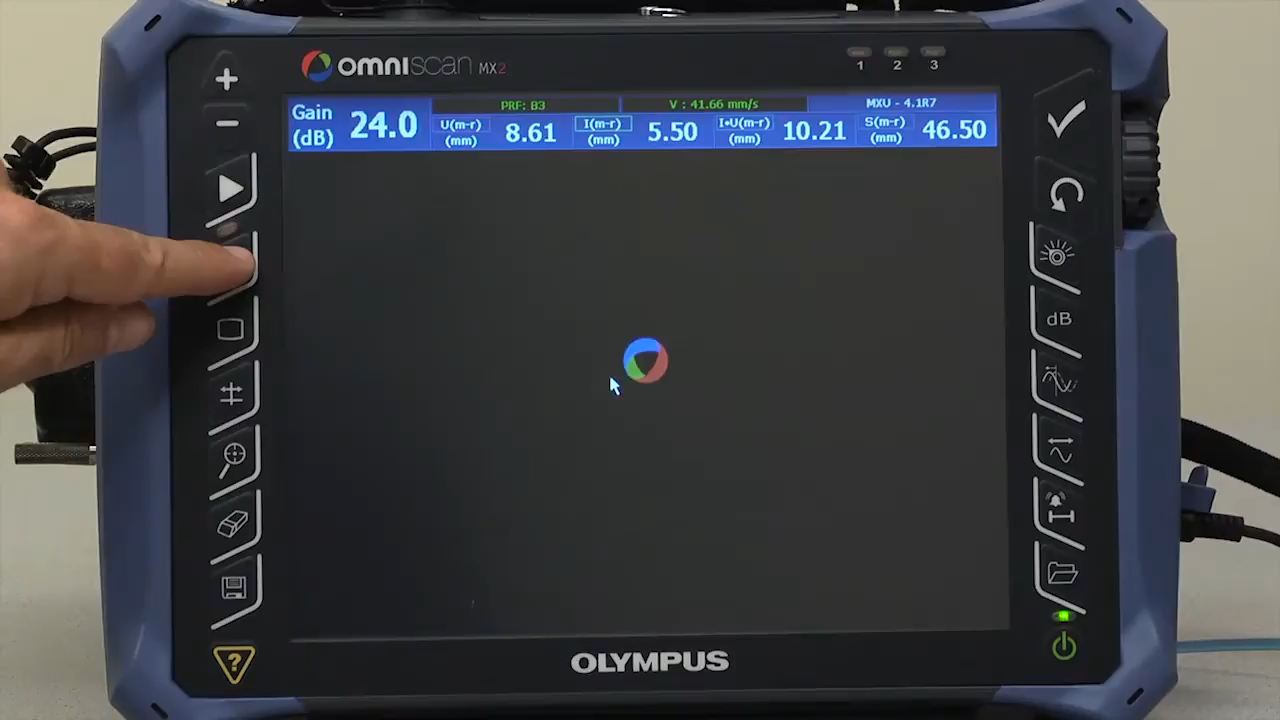 omniscan MX2
1 2 3
+
−
Gain
(dB) 24.0
PRF: 83
V : 41.66 mm/s
MXU - 4.1R7
U(m-r)
(mm) 8.61
I(m-r)
(mm) 5.50
I•U(m-r)
(mm) 10.21
S(m-r)
(mm) 46.50
dB
?
OLYMPUS